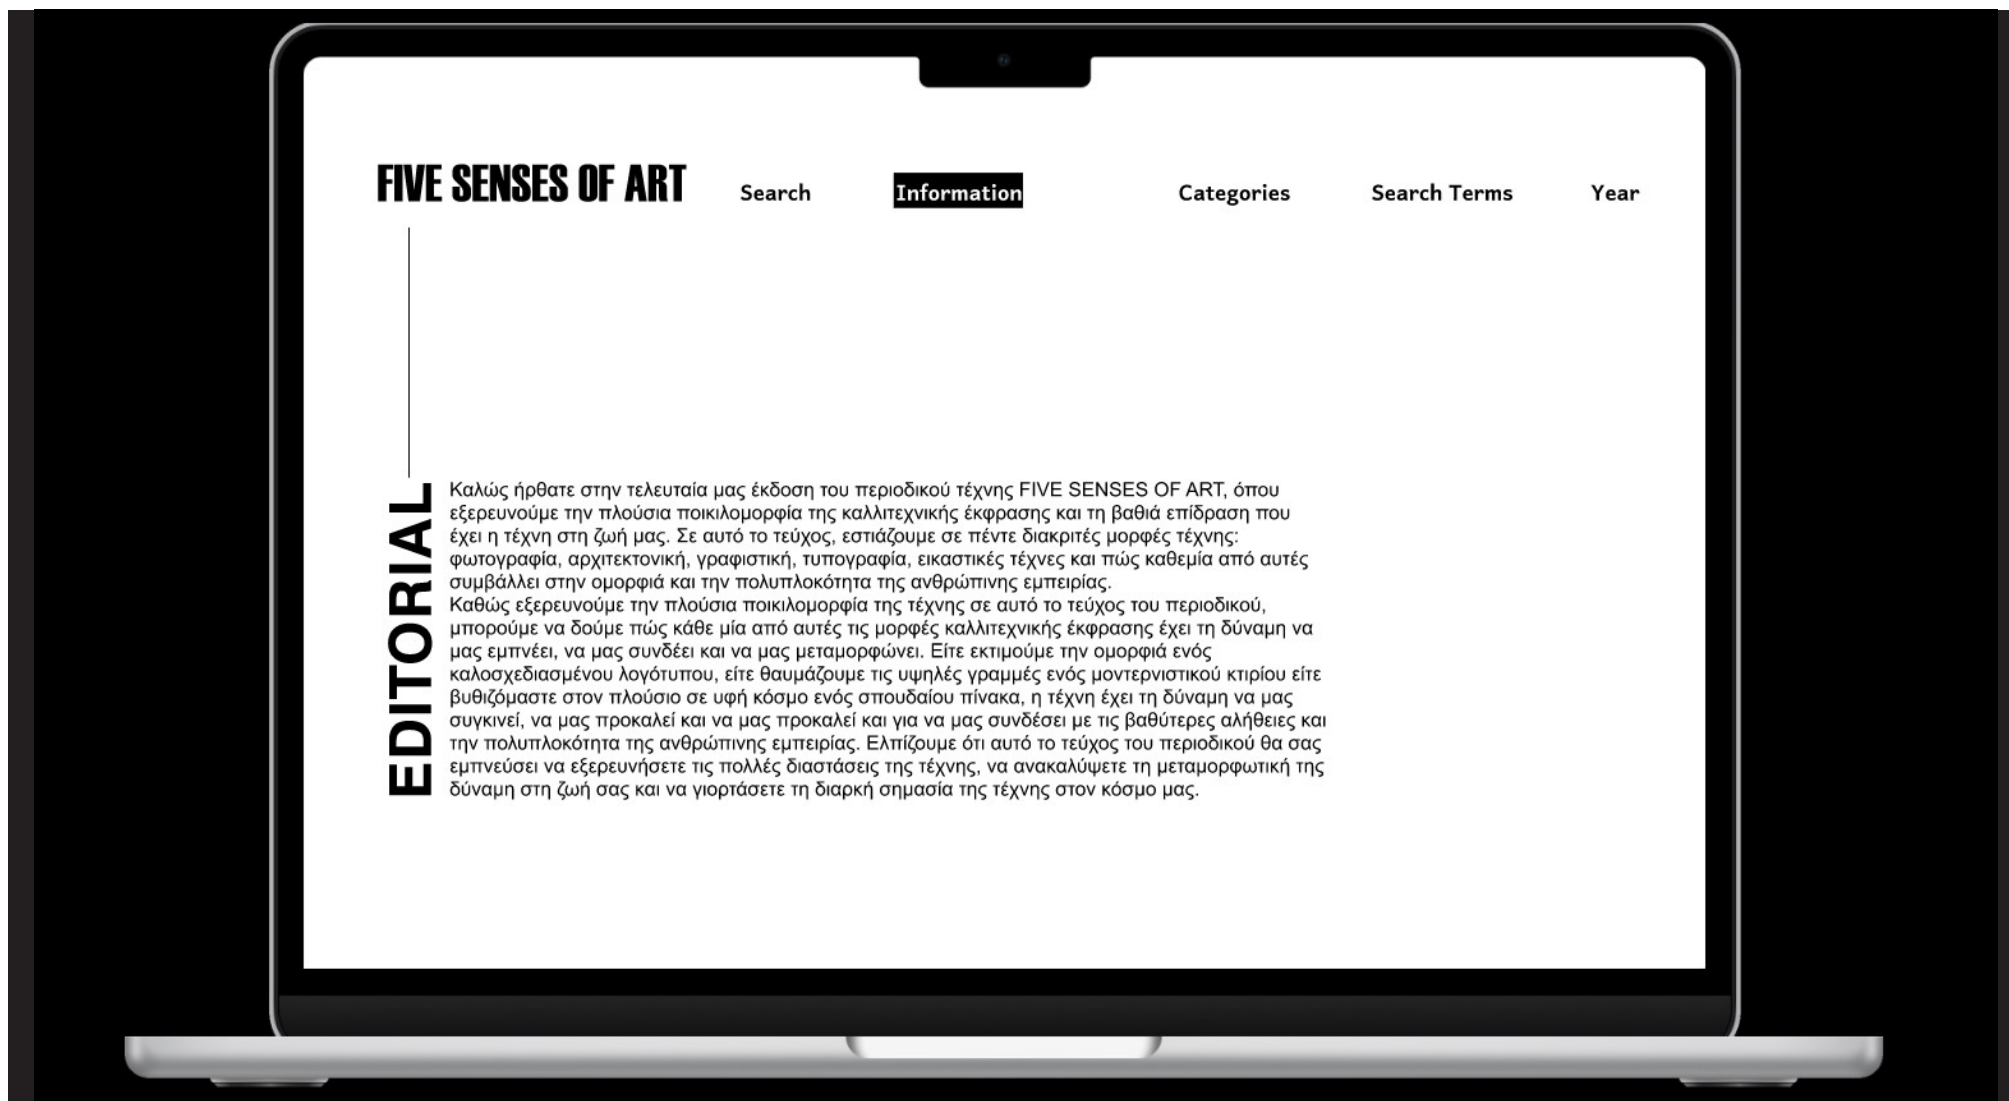 FIVE SENSES OF ART
Search
Information
Categories
Search Terms
Year
EDITORIAL
Καλώς ήρθατε στην τελευταία μας έκδοση του περιοδικού τέχνης FIVE SENSES OF ART, όπου
εξερευνούμε την πλούσια ποικιλομορφία της καλλιτεχνικής έκφρασης και τη βαθιά επίδραση που
έχει η τέχνη στη ζωή μας. Σε αυτό το τεύχος, εστιάζουμε σε πέντε διακριτές μορφές τέχνης:
φωτογραφία, αρχιτεκτονική, γραφιστική, τυπογραφία, εικαστικές τέχνες και πώς καθεμία από αυτές
συμβάλλει στην ομορφιά και την πολυπλοκότητα της ανθρώπινης εμπειρίας.
Καθώς εξερευνούμε την πλούσια ποικιλομορφία της τέχνης σε αυτό το τεύχος του περιοδικού,
μπορούμε να δούμε πώς κάθε μία από αυτές τις μορφές καλλιτεχνικής έκφρασης έχει τη δύναμη να
μας εμπνέει, να μας συνδέει και να μας μεταμορφώνει. Είτε εκτιμούμε την ομορφιά ενός
καλοσχεδιασμένου λογότυπου, είτε θαυμάζουμε τις υψηλές γραμμές ενός μοντερνιστικού κτιρίου είτε
βυθιζόμαστε στον πλούσιο σε υφή κόσμο ενός σπουδαίου πίνακα, η τέχνη έχει τη δύναμη να μας
συγκινεί, να μας προκαλεί και να μας προκαλεί και για να μας συνδέσει με τις βαθύτερες αλήθειες και
την πολυπλοκότητα της ανθρώπινης εμπειρίας. Ελπίζουμε ότι αυτό το τεύχος του περιοδικού θα σας
εμπνεύσει να εξερευνήσετε τις πολλές διαστάσεις της τέχνης, να ανακαλύψετε τη μεταμορφωτική της
δύναμη στη ζωή σας και να γιορτάσετε τη διαρκή σημασία της τέχνης στον κόσμο μας.